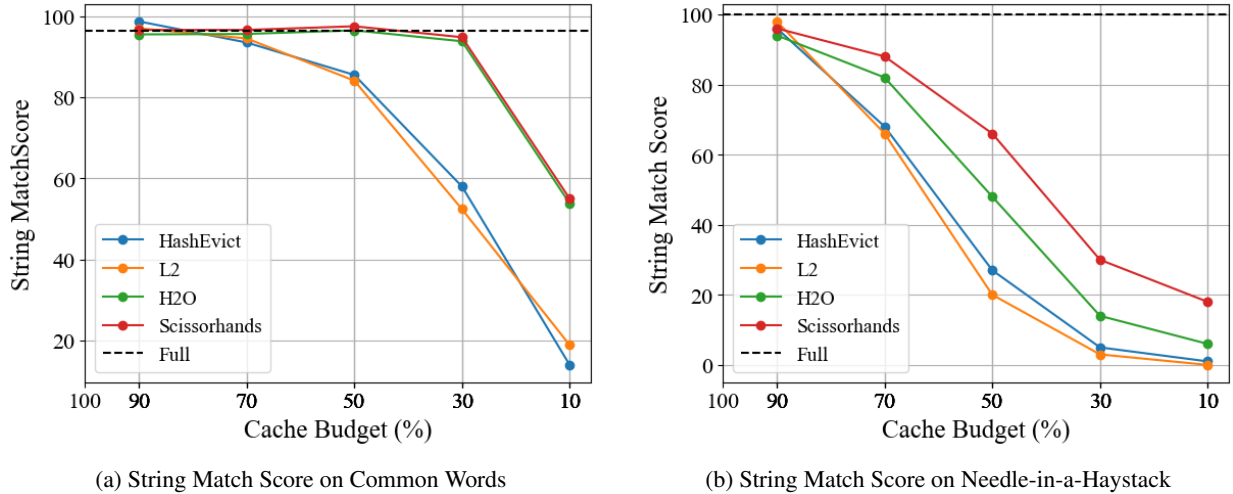 100
80
60
40
20
String MatchScore
HashEvict
L2
H2O
Scissorhands
Full
100 90 70 50 30 10
Cache Budget (%)
(a) String Match Score on Common Words
100
80
60
40
20
0
String Match Score
HashEvict
L2
H2O
Scissorhands
Full
100 90 70 50 30 10
Cache Budget (%)
(b) String Match Score on Needle-in-a-Haystack